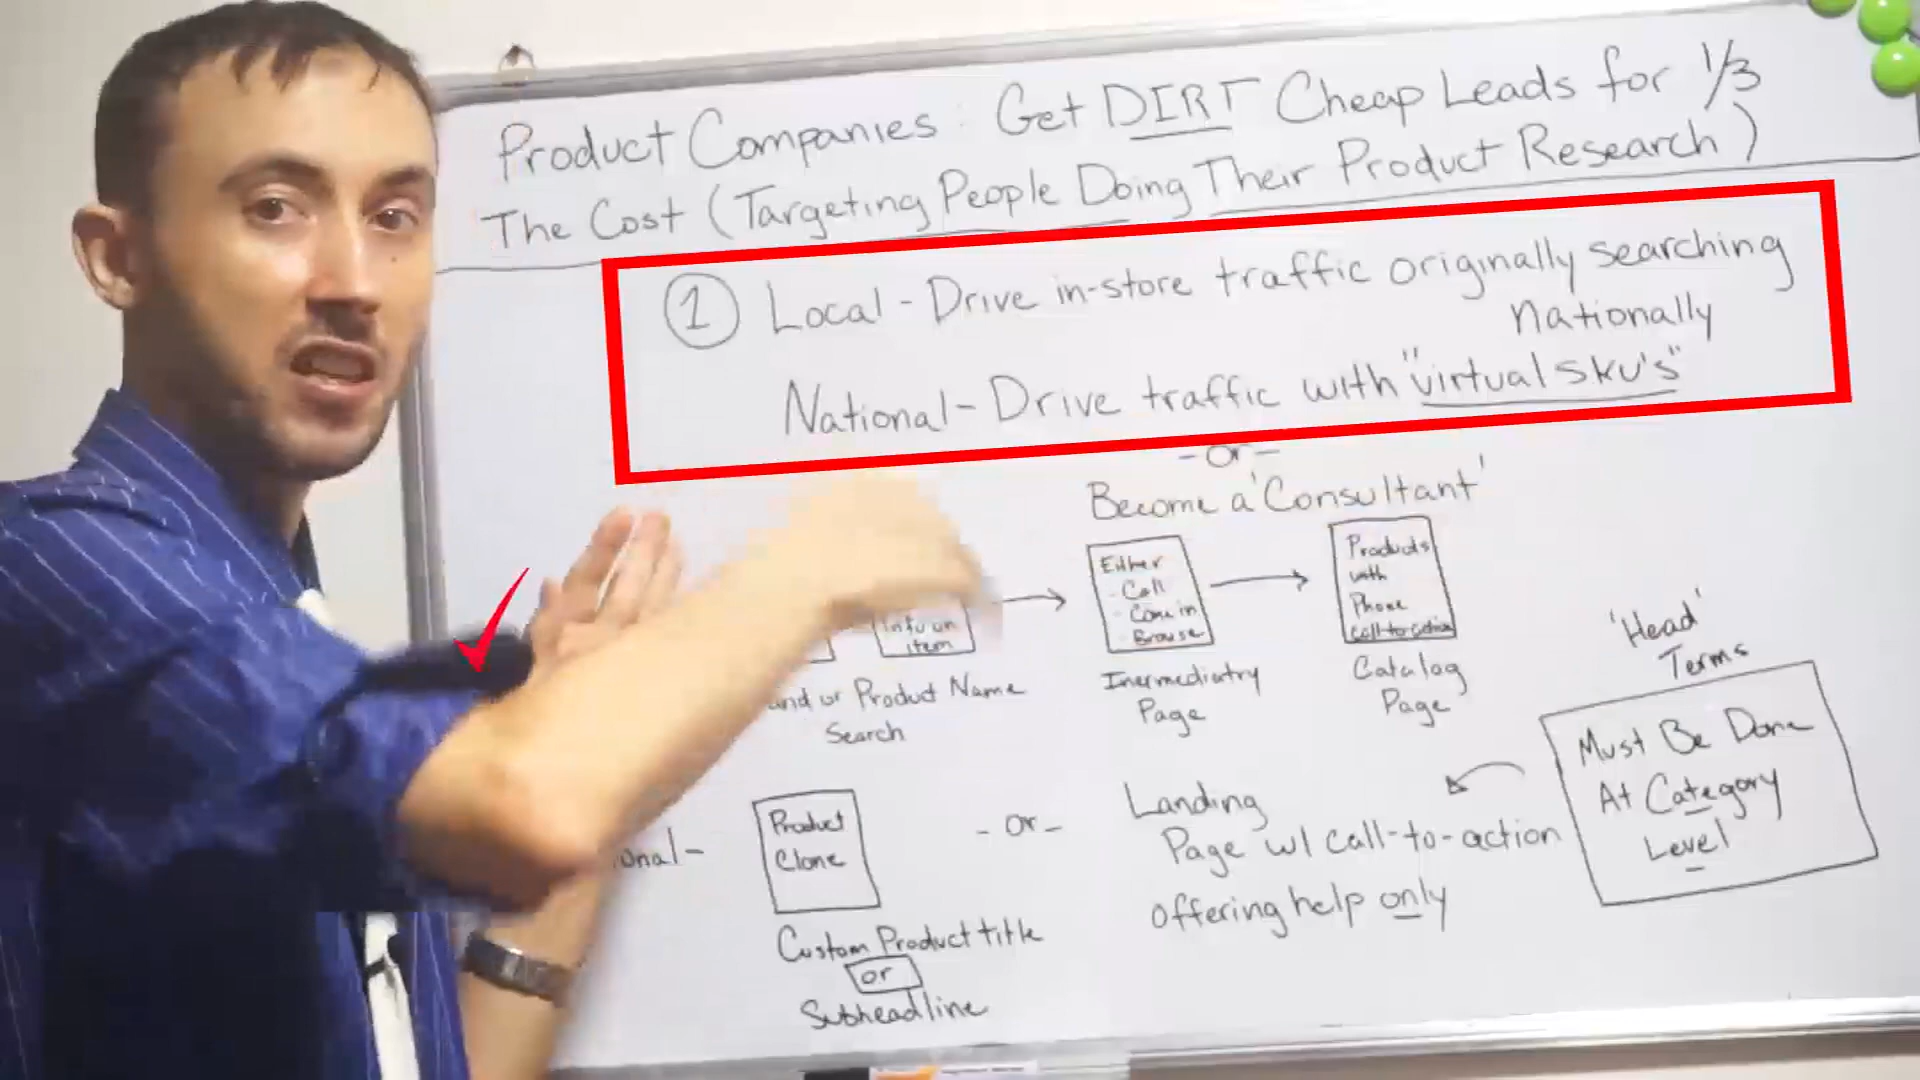 Product Companies: Get DIRT Cheap Leads for 1/3
The Cost (Targeting People Doing Their Product Research)
① Local - Drive in-store traffic originally searching
nationally
National - Drive traffic with "virtual sku's"
- or -
Become a 'Consultant'
Info on
item
Either
- Call
- Come in
- Browse
Products
with
Phone
call-to-action
and or Product Name
Search
Inermediatry
Page
Catalog
Page
'Head'
Terms
Must Be Done
At Category
Level
onal -
Product
Clone
- or -
Landing
Page w/ call-to-action
offering help only
Custom Product title
or
Subheadline